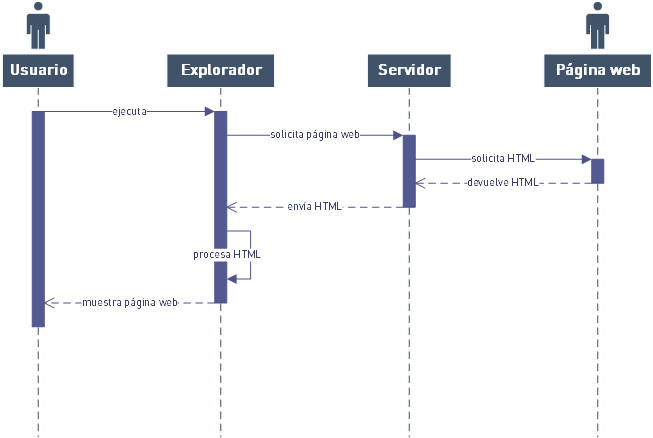 Usuario
Explorador
Servidor
Página web
ejecuta
solicita página web
solicita HTML
devuelve HTML
envía HTML
procesa HTML
muestra página web